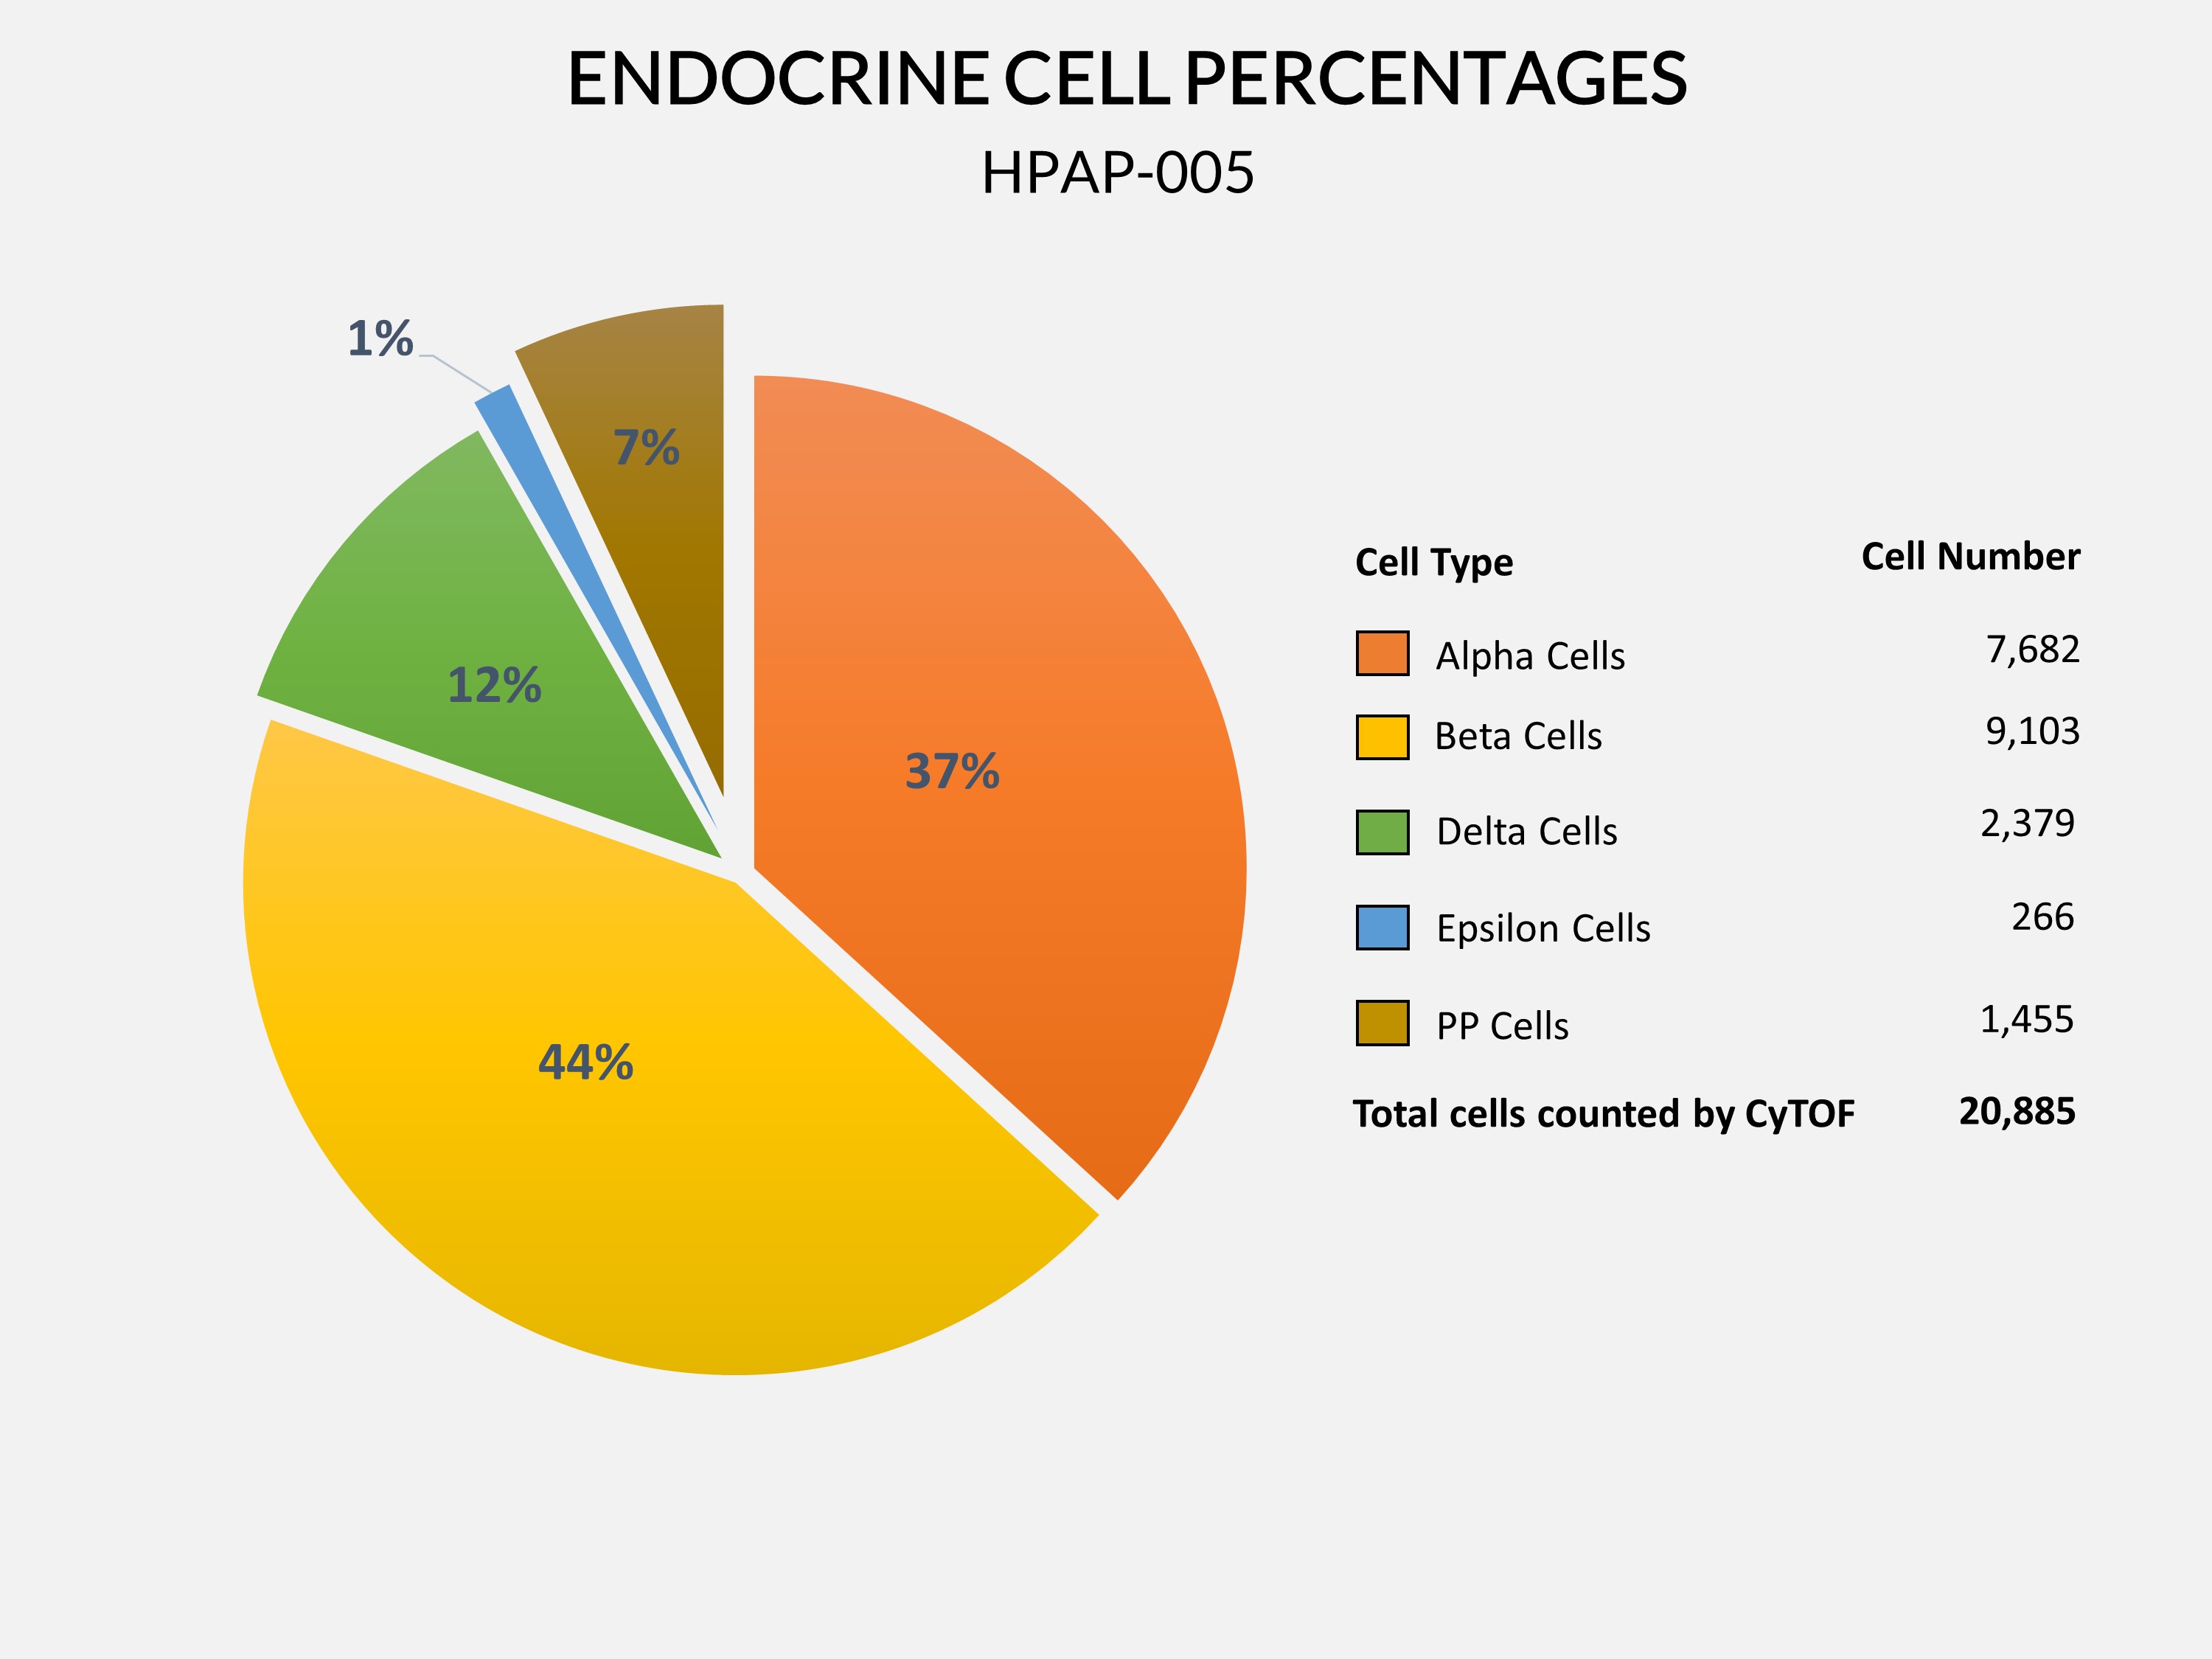 ENDOCRINE CELL PERCENTAGES
HPAP-005
1%
7%
12%
37%
44%
Cell Type Cell Number
Alpha Cells 7,682
Beta Cells 9,103
Delta Cells 2,379
Epsilon Cells 266
PP Cells 1,455
Total cells counted by CyTOF 20,885